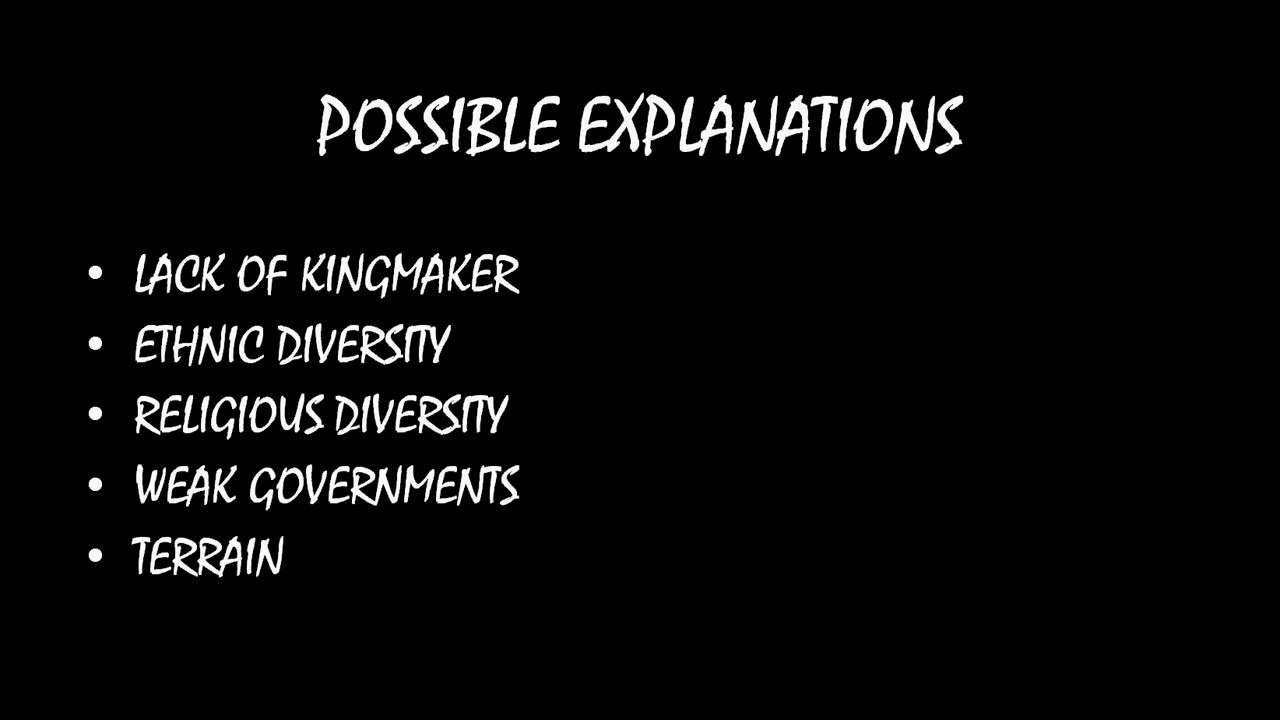 POSSIBLE EXPLANATIONS
• LACK OF KINGMAKER
• ETHNIC DIVERSITY
• RELIGIOUS DIVERSITY
• WEAK GOVERNMENTS
• TERRAIN